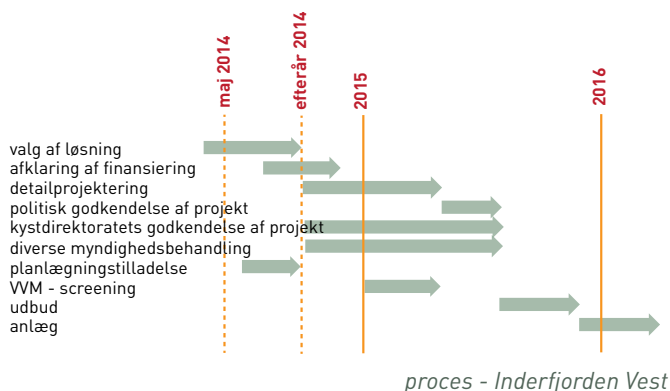 maj 2014
efterår 2014
2015
2016
valg af løsning
afklaring af finansiering
detailprojektering
politisk godkendelse af projekt
kystdirektoratets godkendelse af projekt
diverse myndighedsbehandling
planlægningstilladelse
VVM - screening
udbud
anlæg
proces - Inderfjorden Vest